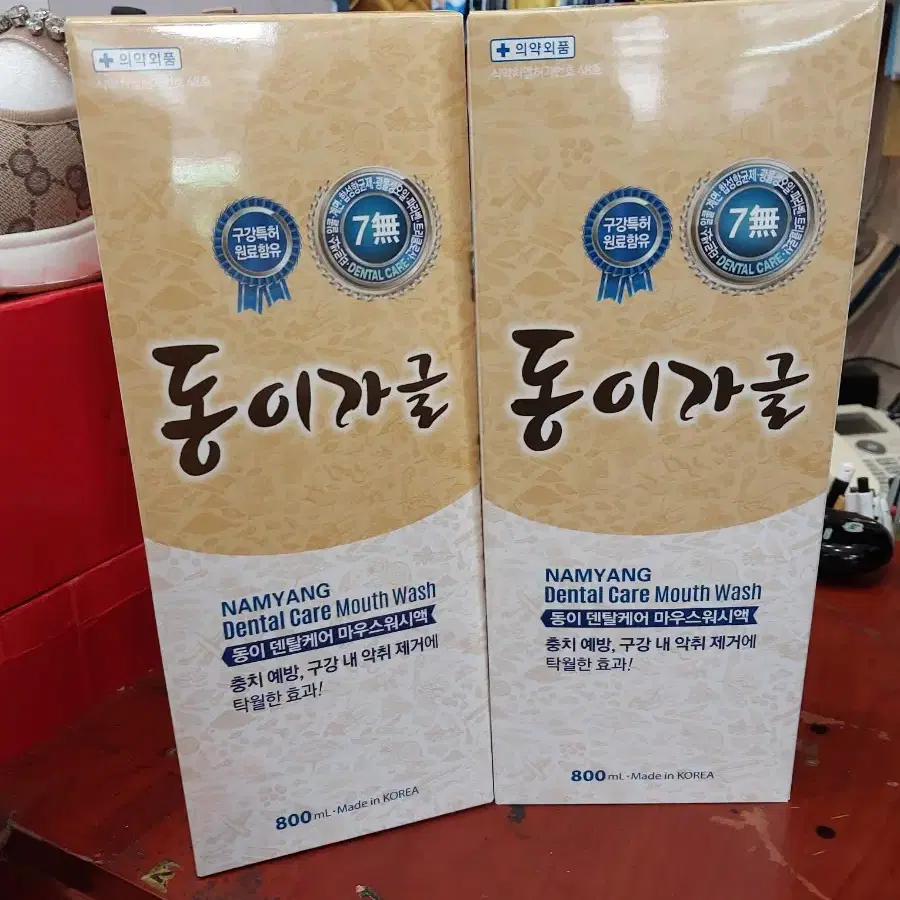 의약외품
구강특허
원료함유
7無
DENTAL CARE
동이가글
NAMYANG
Dental Care Mouth Wash
동이 덴탈케어 마우스워시액
충치 예방, 구강 내 악취 제거에
탁월한 효과!
800mL · Made in KOREA
의약외품
구강특허
원료함유
7無
DENTAL CARE
동이가글
NAMYANG
Dental Care Mouth Wash
동이 덴탈케어 마우스워시액
충치 예방, 구강 내 악취 제거에
탁월한 효과!
800mL · Made in KOREA